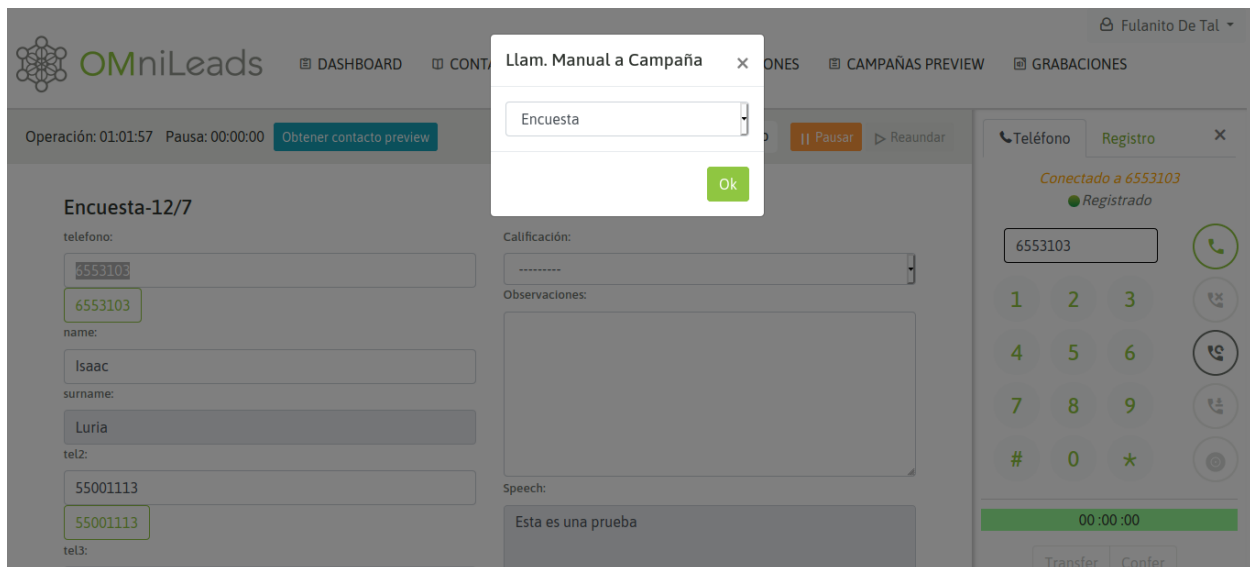 Fulanito De Tal
OMniLeads
DASHBOARD
CONTA
ONES
CAMPAÑAS PREVIEW
GRABACIONES
Llam. Manual a Campaña ×
Encuesta
Ok
Operación: 01:01:57 Pausa: 00:00:00 Obtener contacto preview
Pausar Reaundar
Encuesta-12/7
telefono:
6553103
6553103
name:
Isaac
surname:
Luria
tel2:
55001113
55001113
tel3:
Calificación:
---------
Observaciones:
Speech:
Esta es una prueba
Teléfono Registro ×
Conectado a 6553103
Registrado
6553103
1 2 3
4 5 6
7 8 9
# 0 *
00 :00 :00
Transfer Confer